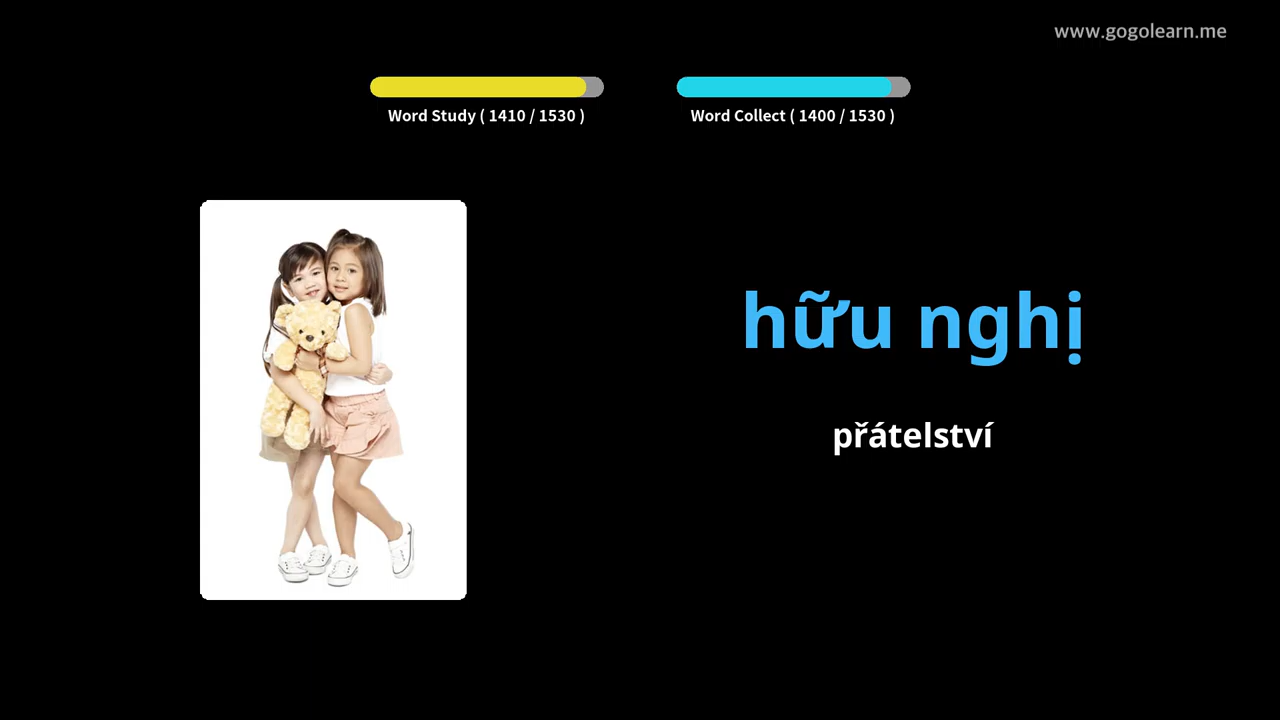 www.gogolearn.me
Word Study ( 1410 / 1530 )
Word Collect ( 1400 / 1530 )
hữu nghị
přátelství